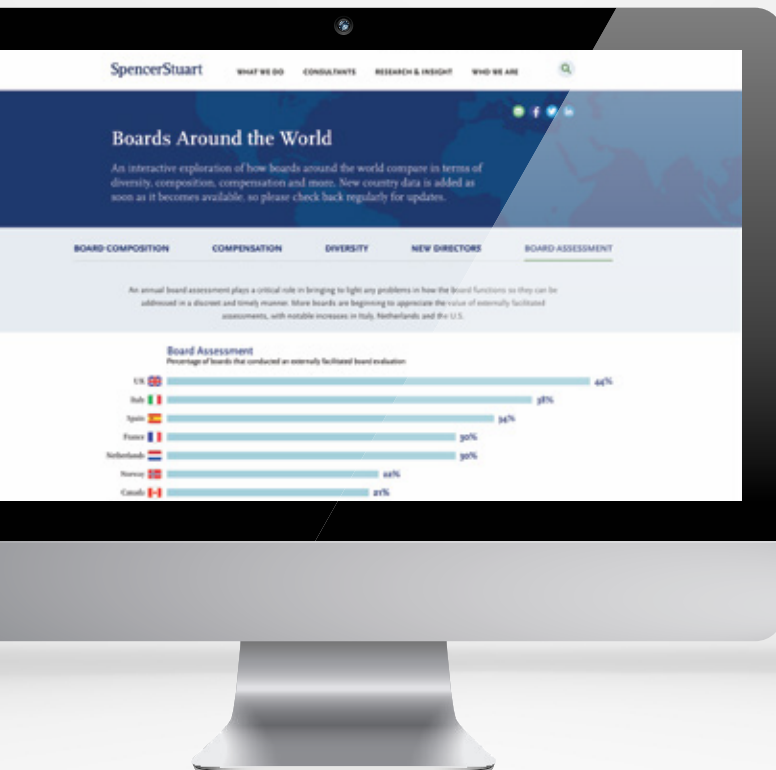 SpencerStuart WHAT WE DO CONSULTANTS RESEARCH & INSIGHT WHO WE ARE
Boards Around the World
An interactive exploration of how boards around the world compare in terms of
diversity, composition, compensation and more. New country data is added as
soon as it becomes available, so please check back regularly for updates.
BOARD COMPOSITION COMPENSATION DIVERSITY NEW DIRECTORS BOARD ASSESSMENT
An annual board assessment plays a critical role in bringing to light any problems in how the board functions so they can be
addressed in a discreet and timely manner. More boards are beginning to appreciate the value of externally facilitated
assessments, with notable increases in Italy, Netherlands and the U.S.
Board Assessment
Percentage of boards that conducted an externally facilitated board evaluation
UK 44%
Italy 38%
Spain 34%
France 30%
Netherlands 30%
Norway 22%
Canada 21%